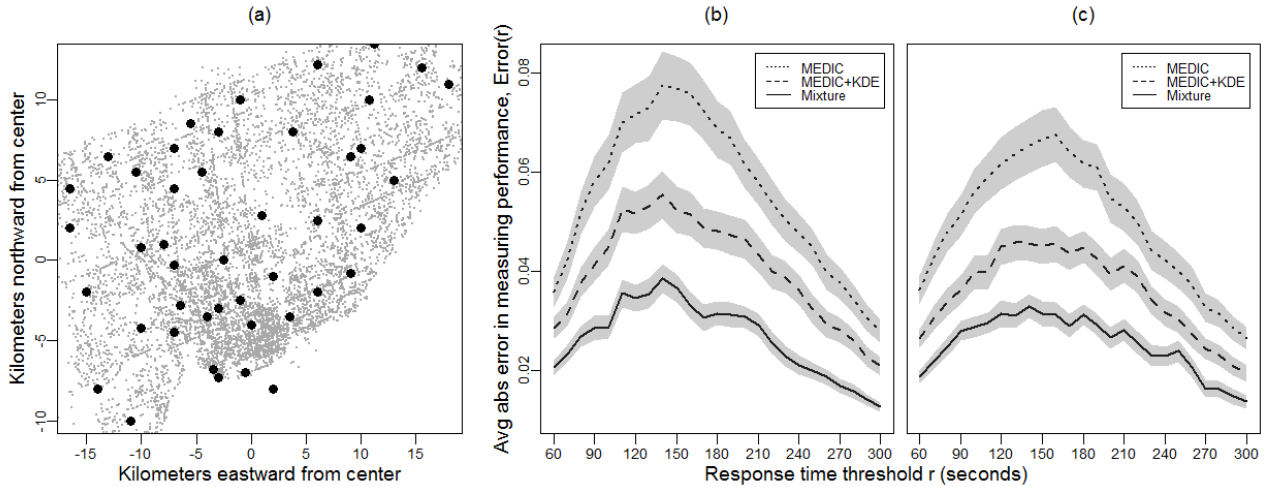 (a)
Kilometers northward from center
10
5
0
-5
-10
-15
-10
-5
0
5
10
15
Kilometers eastward from center
(b)
Avg abs error in measuring performance, Error(r)
0.08
0.06
0.04
0.02
MEDIC
MEDIC+KDE
Mixture
60
90
120
150
180
210
240
270
300
(c)
MEDIC
MEDIC+KDE
Mixture
60
90
120
150
180
210
240
270
300
Response time threshold r (seconds)